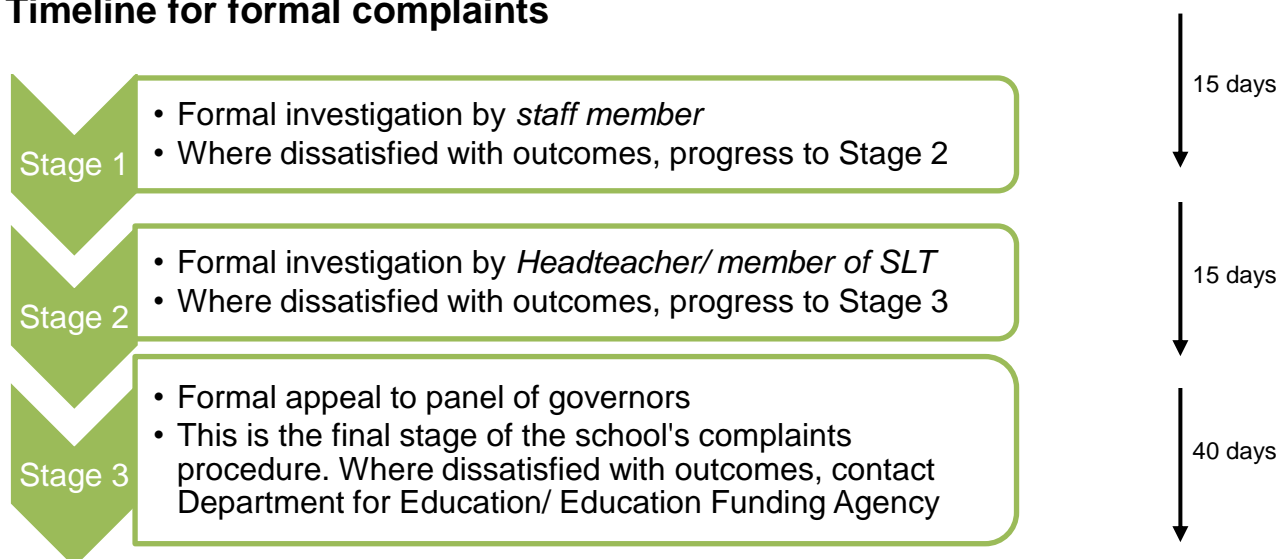 Timeline for formal complaints
15 days
Stage 1
• Formal investigation by staff member
• Where dissatisfied with outcomes, progress to Stage 2
15 days
Stage 2
• Formal investigation by Headteacher/ member of SLT
• Where dissatisfied with outcomes, progress to Stage 3
40 days
Stage 3
• Formal appeal to panel of governors
• This is the final stage of the school's complaints
procedure. Where dissatisfied with outcomes, contact
Department for Education/ Education Funding Agency